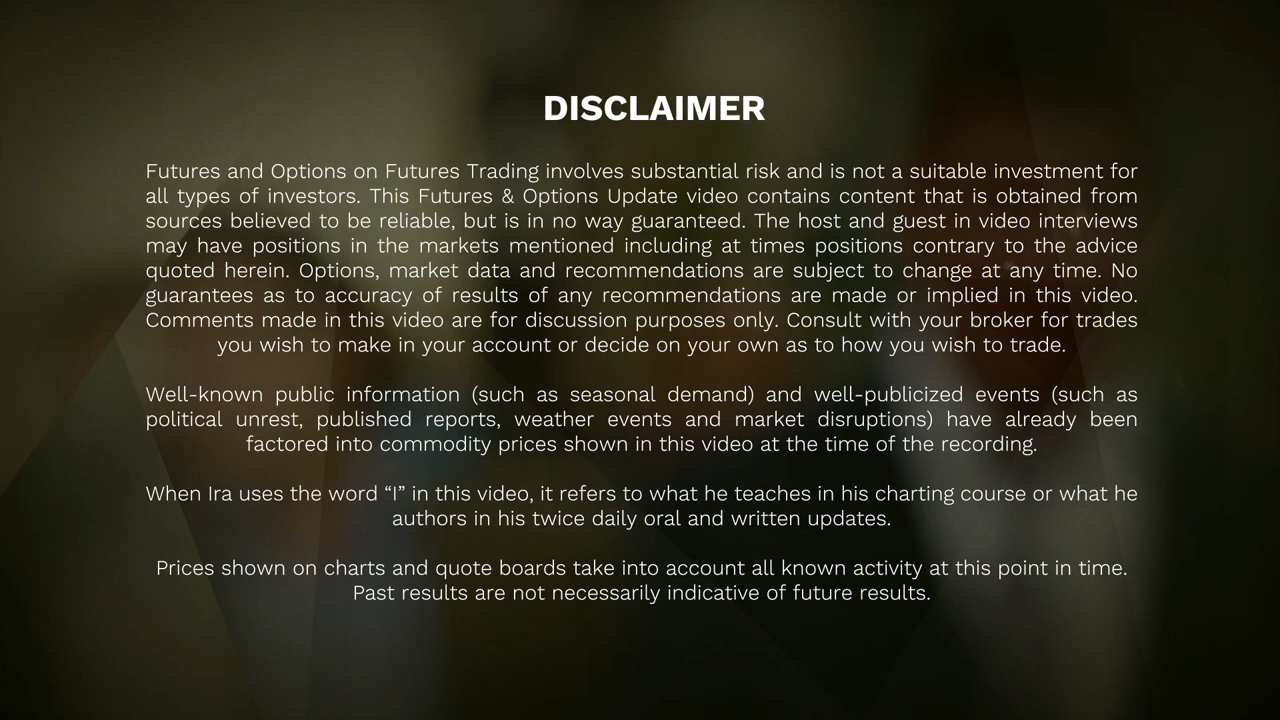 DISCLAIMER
Futures and Options on Futures Trading involves substantial risk and is not a suitable investment for
all types of investors. This Futures & Options Update video contains content that is obtained from
sources believed to be reliable, but is in no way guaranteed. The host and guest in video interviews
may have positions in the markets mentioned including at times positions contrary to the advice
quoted herein. Options, market data and recommendations are subject to change at any time. No
guarantees as to accuracy of results of any recommendations are made or implied in this video.
Comments made in this video are for discussion purposes only. Consult with your broker for trades
you wish to make in your account or decide on your own as to how you wish to trade.
Well-known public information (such as seasonal demand) and well-publicized events (such as
political unrest, published reports, weather events and market disruptions) have already been
factored into commodity prices shown in this video at the time of the recording.
When Ira uses the word “I” in this video, it refers to what he teaches in his charting course or what he
authors in his twice daily oral and written updates.
Prices shown on charts and quote boards take into account all known activity at this point in time.
Past results are not necessarily indicative of future results.